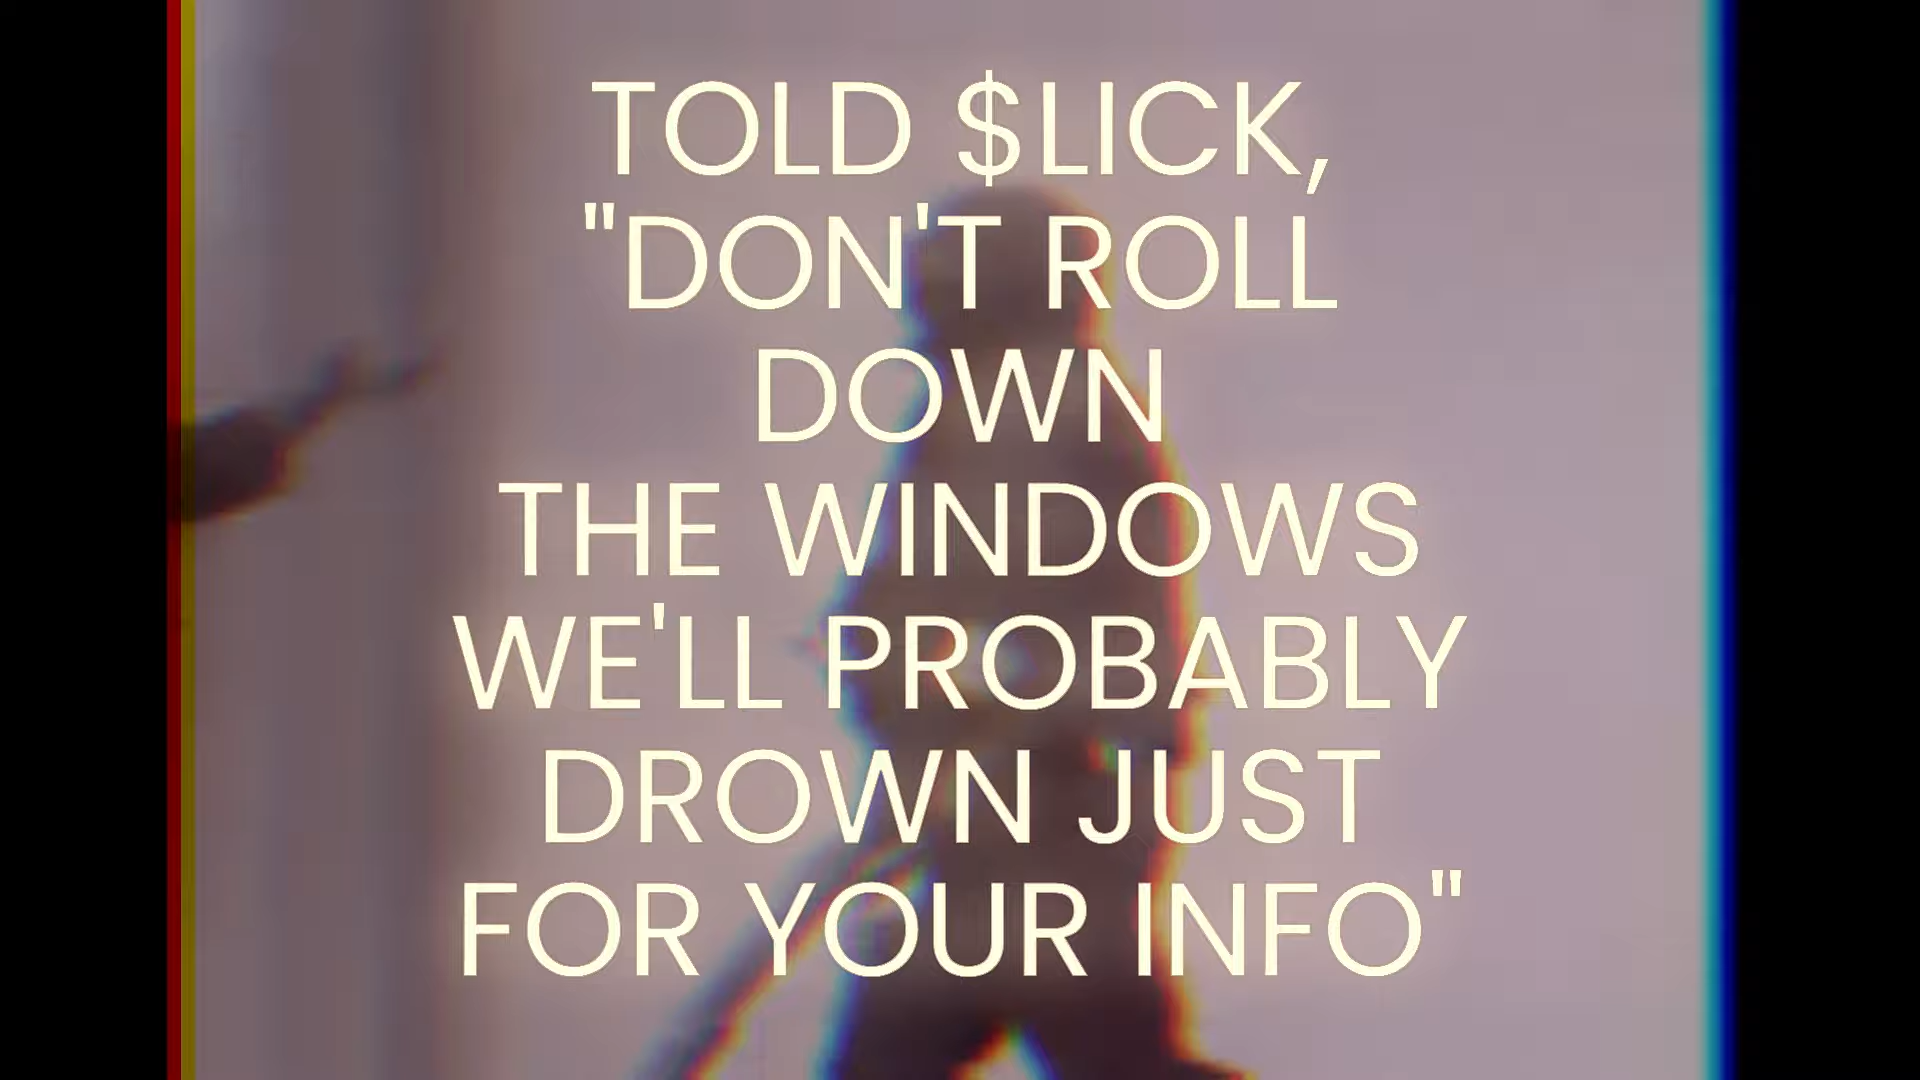 TOLD $LICK,
"DON'T ROLL
DOWN
THE WINDOWS
WE'LL PROBABLY
DROWN JUST
FOR YOUR INFO"